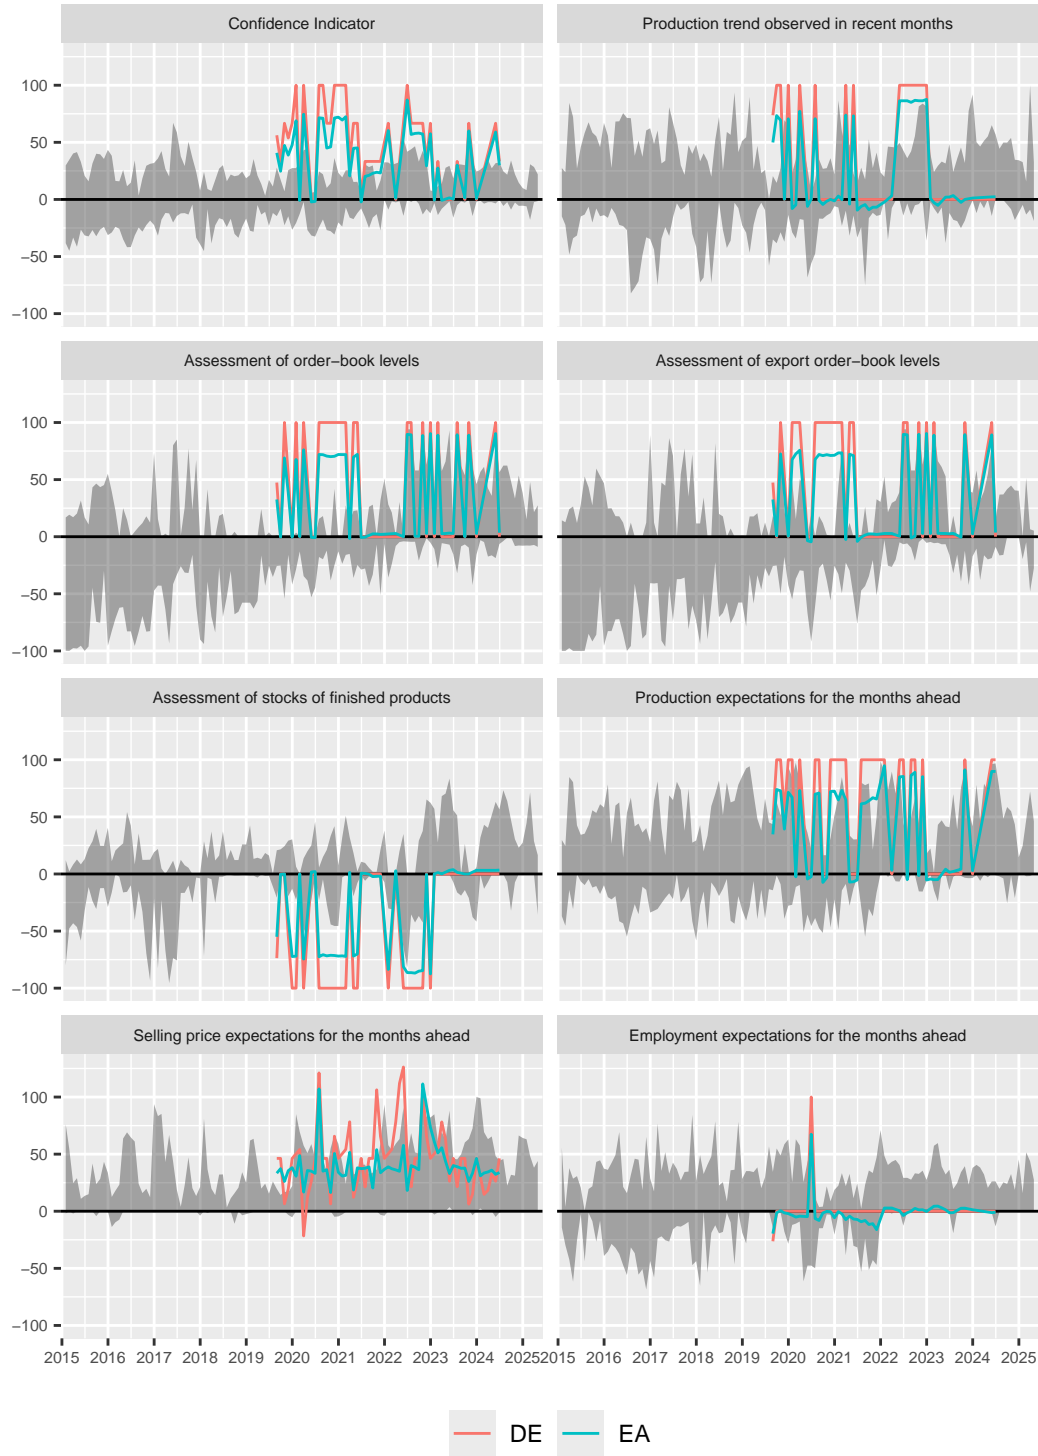 Confidence Indicator
Production trend observed in recent months
100
50
0
−50
−100
Assessment of order−book levels
Assessment of export order−book levels
100
50
0
−50
−100
Assessment of stocks of finished products
Production expectations for the months ahead
100
50
0
−50
−100
Selling price expectations for the months ahead
Employment expectations for the months ahead
100
50
0
−50
−100
2015 2016 2017 2018 2019 2020 2021 2022 2023 2024 2025
2015 2016 2017 2018 2019 2020 2021 2022 2023 2024 2025
DE EA